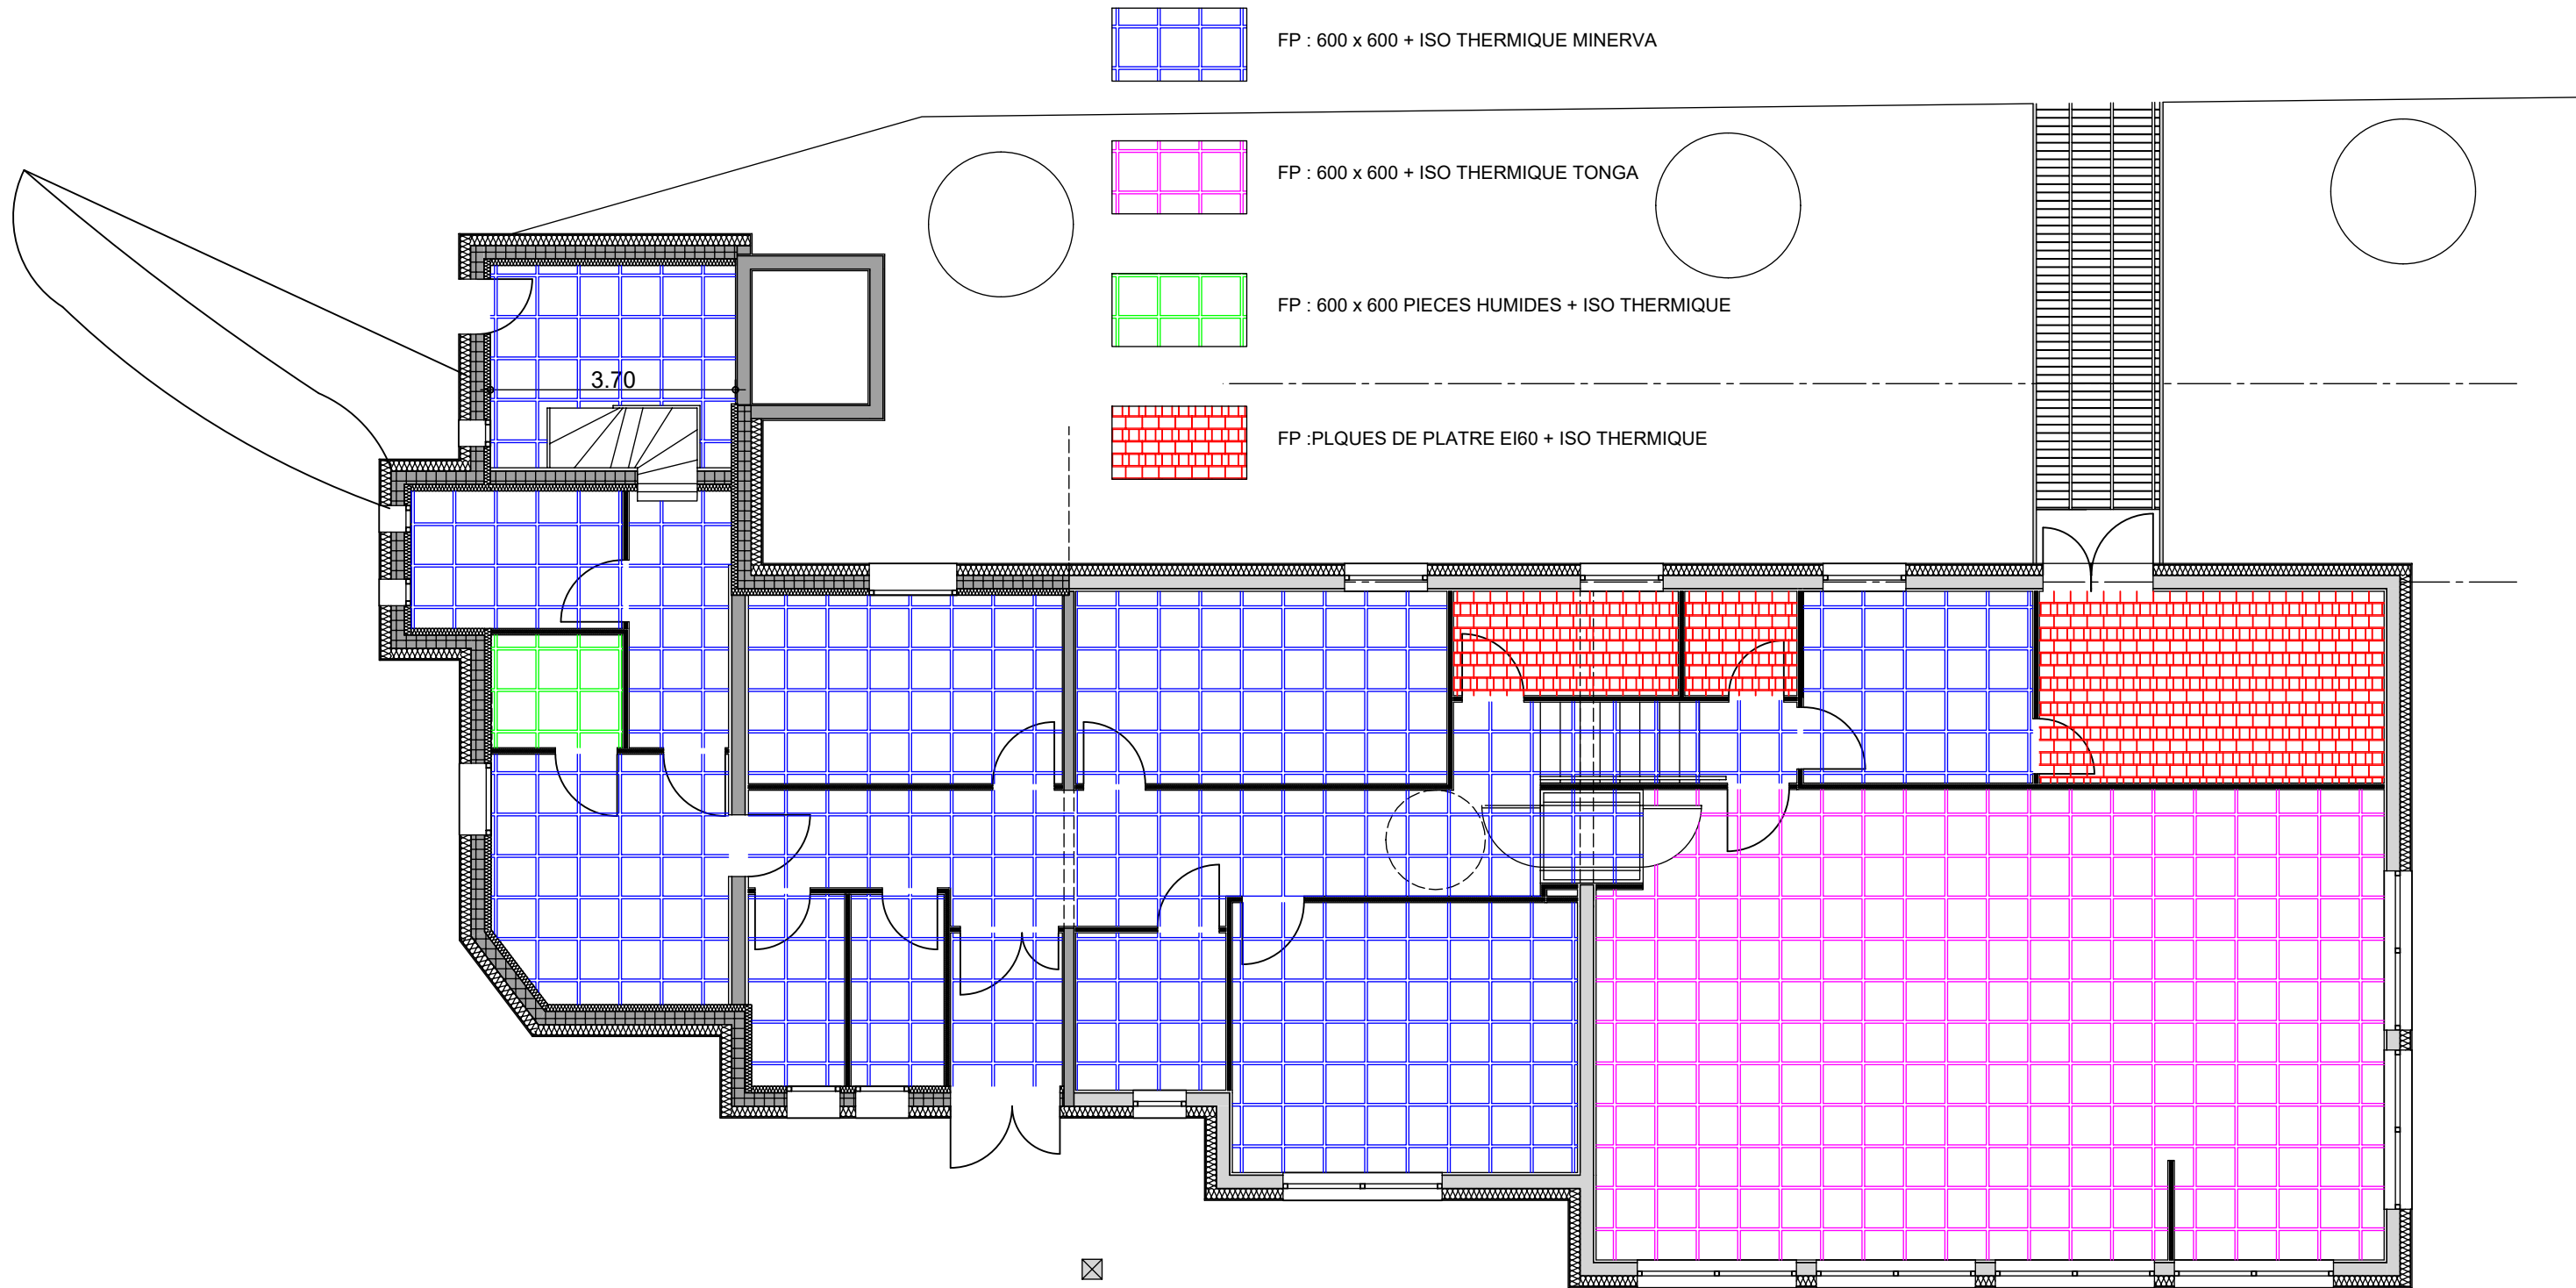 FP : 600 x 600 + ISO THERMIQUE MINERVA
FP : 600 x 600 + ISO THERMIQUE TONGA
FP : 600 x 600 PIECES HUMIDES + ISO THERMIQUE
3.70
FP :PLQUES DE PLATRE EI60 + ISO THERMIQUE